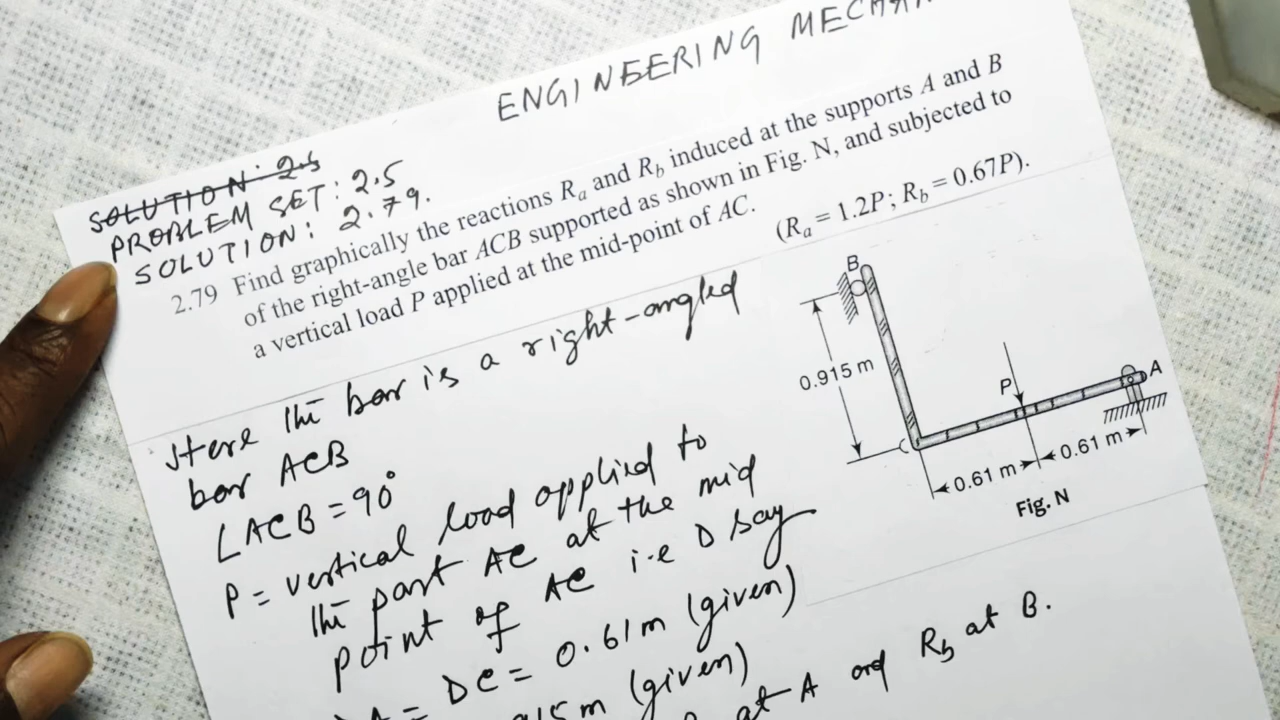 ENGINEERING MECHAN
SOLUTION: 2.5
PROBLEM SET: 2.5
SOLUTION: 2.79.
2.79 Find graphically the reactions Ra and Rb induced at the supports A and B
of the right-angle bar ACB supported as shown in Fig. N, and subjected to
a vertical load P applied at the mid-point of AC.
(Ra = 1.2P; Rb = 0.67P).
B
0.915 m
P
A
0.61 m
0.61 m
Fig. N
Here the bar is a right-angled
bar ACB
∠ACB = 90°
P = vertical load applied to
the part AC at the mid
point of AC i.e D say
DC = 0.61m (given)
915m (given)
at A and Rb at B.